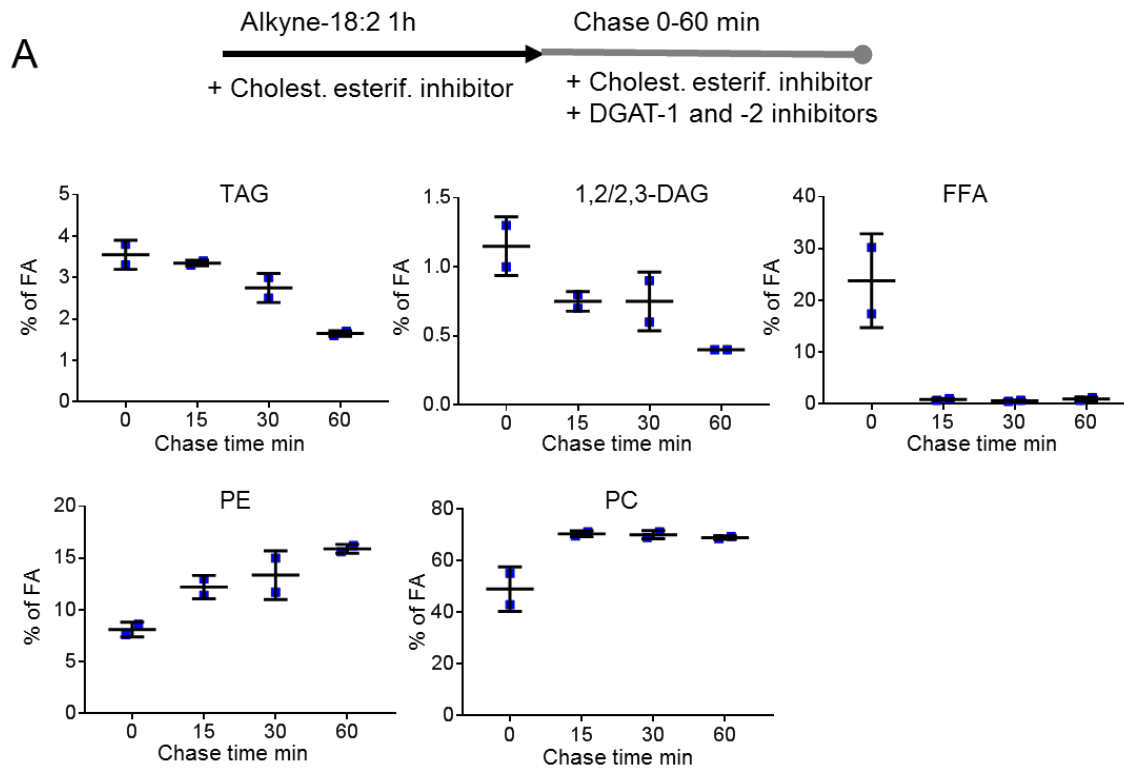 A
Alkyne-18:2 1h
Chase 0-60 min
+ Cholest. esterif. inhibitor
+ Cholest. esterif. inhibitor
+ DGAT-1 and -2 inhibitors
TAG
% of FA
5
4
3
2
1
0
0 15 30 60
Chase time min
1,2/2,3-DAG
% of FA
1.5
1.0
0.5
0.0
0 15 30 60
Chase time min
FFA
% of FA
40
30
20
10
0
0 15 30 60
Chase time min
PE
% of FA
20
15
10
5
0
0 15 30 60
Chase time min
PC
% of FA
80
60
40
20
0
0 15 30 60
Chase time min